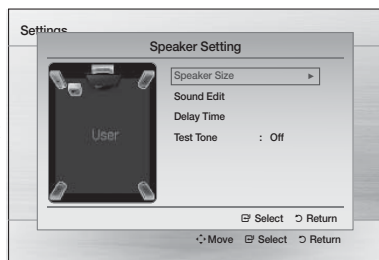 Settings
Speaker Setting
User
Speaker Size ►
Sound Edit
Delay Time
Test Tone : Off
Select Return
Move Select Return